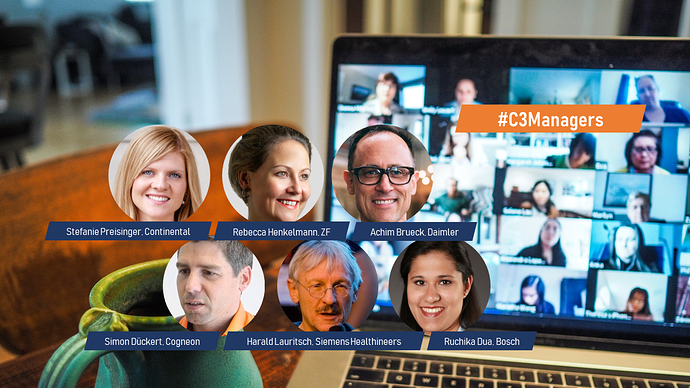 #C3Managers
Stefanie Preisinger, Continental
Rebecca Henkelmann, ZF
Achim Brueck, Daimler
Simon Dückert, Cogneon
Harald Lauritsch, Siemens Healthineers
Ruchika Dua, Bosch